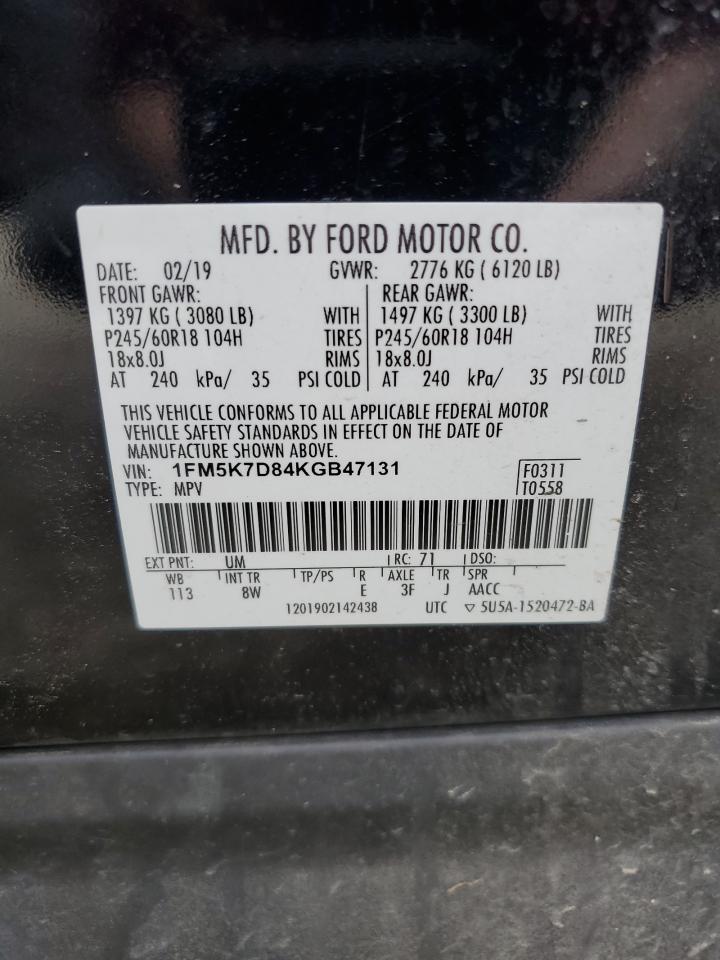 MFD. BY FORD MOTOR CO.
DATE: 02/19 GVWR: 2776 KG ( 6120 LB)
FRONT GAWR: REAR GAWR:
1397 KG ( 3080 LB) WITH 1497 KG ( 3300 LB) WITH
P245/60R18 104H TIRES P245/60R18 104H TIRES
18x8.0J RIMS 18x8.0J RIMS
AT 240 kPa/ 35 PSI COLD AT 240 kPa/ 35 PSI COLD
THIS VEHICLE CONFORMS TO ALL APPLICABLE FEDERAL MOTOR
VEHICLE SAFETY STANDARDS IN EFFECT ON THE DATE OF
MANUFACTURE SHOWN ABOVE.
VIN: 1FM5K7D84KGB47131 F0311
TYPE: MPV T0558
EXT PNT: UM RC: 71 DSO:
WB INT TR TP/PS R AXLE TR SPR
113 8W E 3F J AACC
1201902142438 UTC ▽ 5U5A-1520472-BA